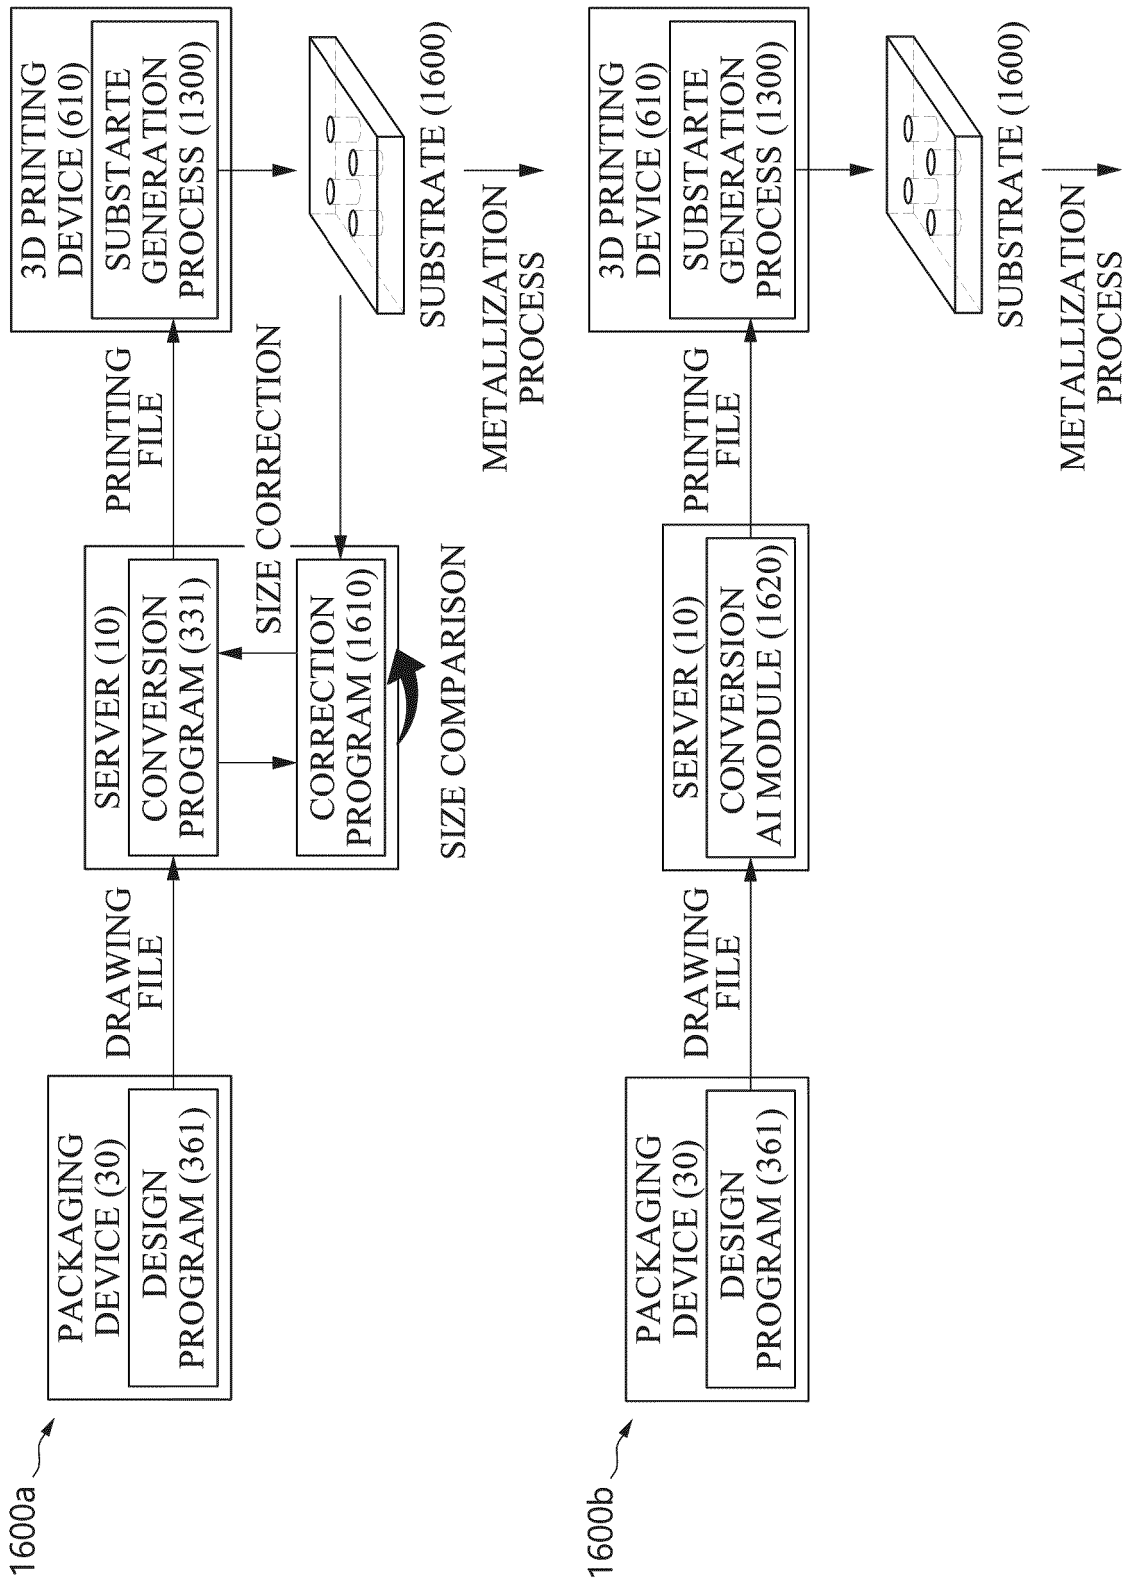 1600a
PACKAGING
DEVICE (30)
DESIGN
PROGRAM (361)
DRAWING
FILE
SERVER (10)
CONVERSION
PROGRAM (331)
CORRECTION
PROGRAM (1610)
SIZE COMPARISON
SIZE CORRECTION
PRINTING
FILE
3D PRINTING
DEVICE (610)
SUBSTARTE
GENERATION
PROCESS (1300)
SUBSTRATE (1600)
METALLIZATION
PROCESS
1600b
PACKAGING
DEVICE (30)
DESIGN
PROGRAM (361)
DRAWING
FILE
SERVER (10)
CONVERSION
AI MODULE (1620)
PRINTING
FILE
3D PRINTING
DEVICE (610)
SUBSTARTE
GENERATION
PROCESS (1300)
SUBSTRATE (1600)
METALLIZATION
PROCESS